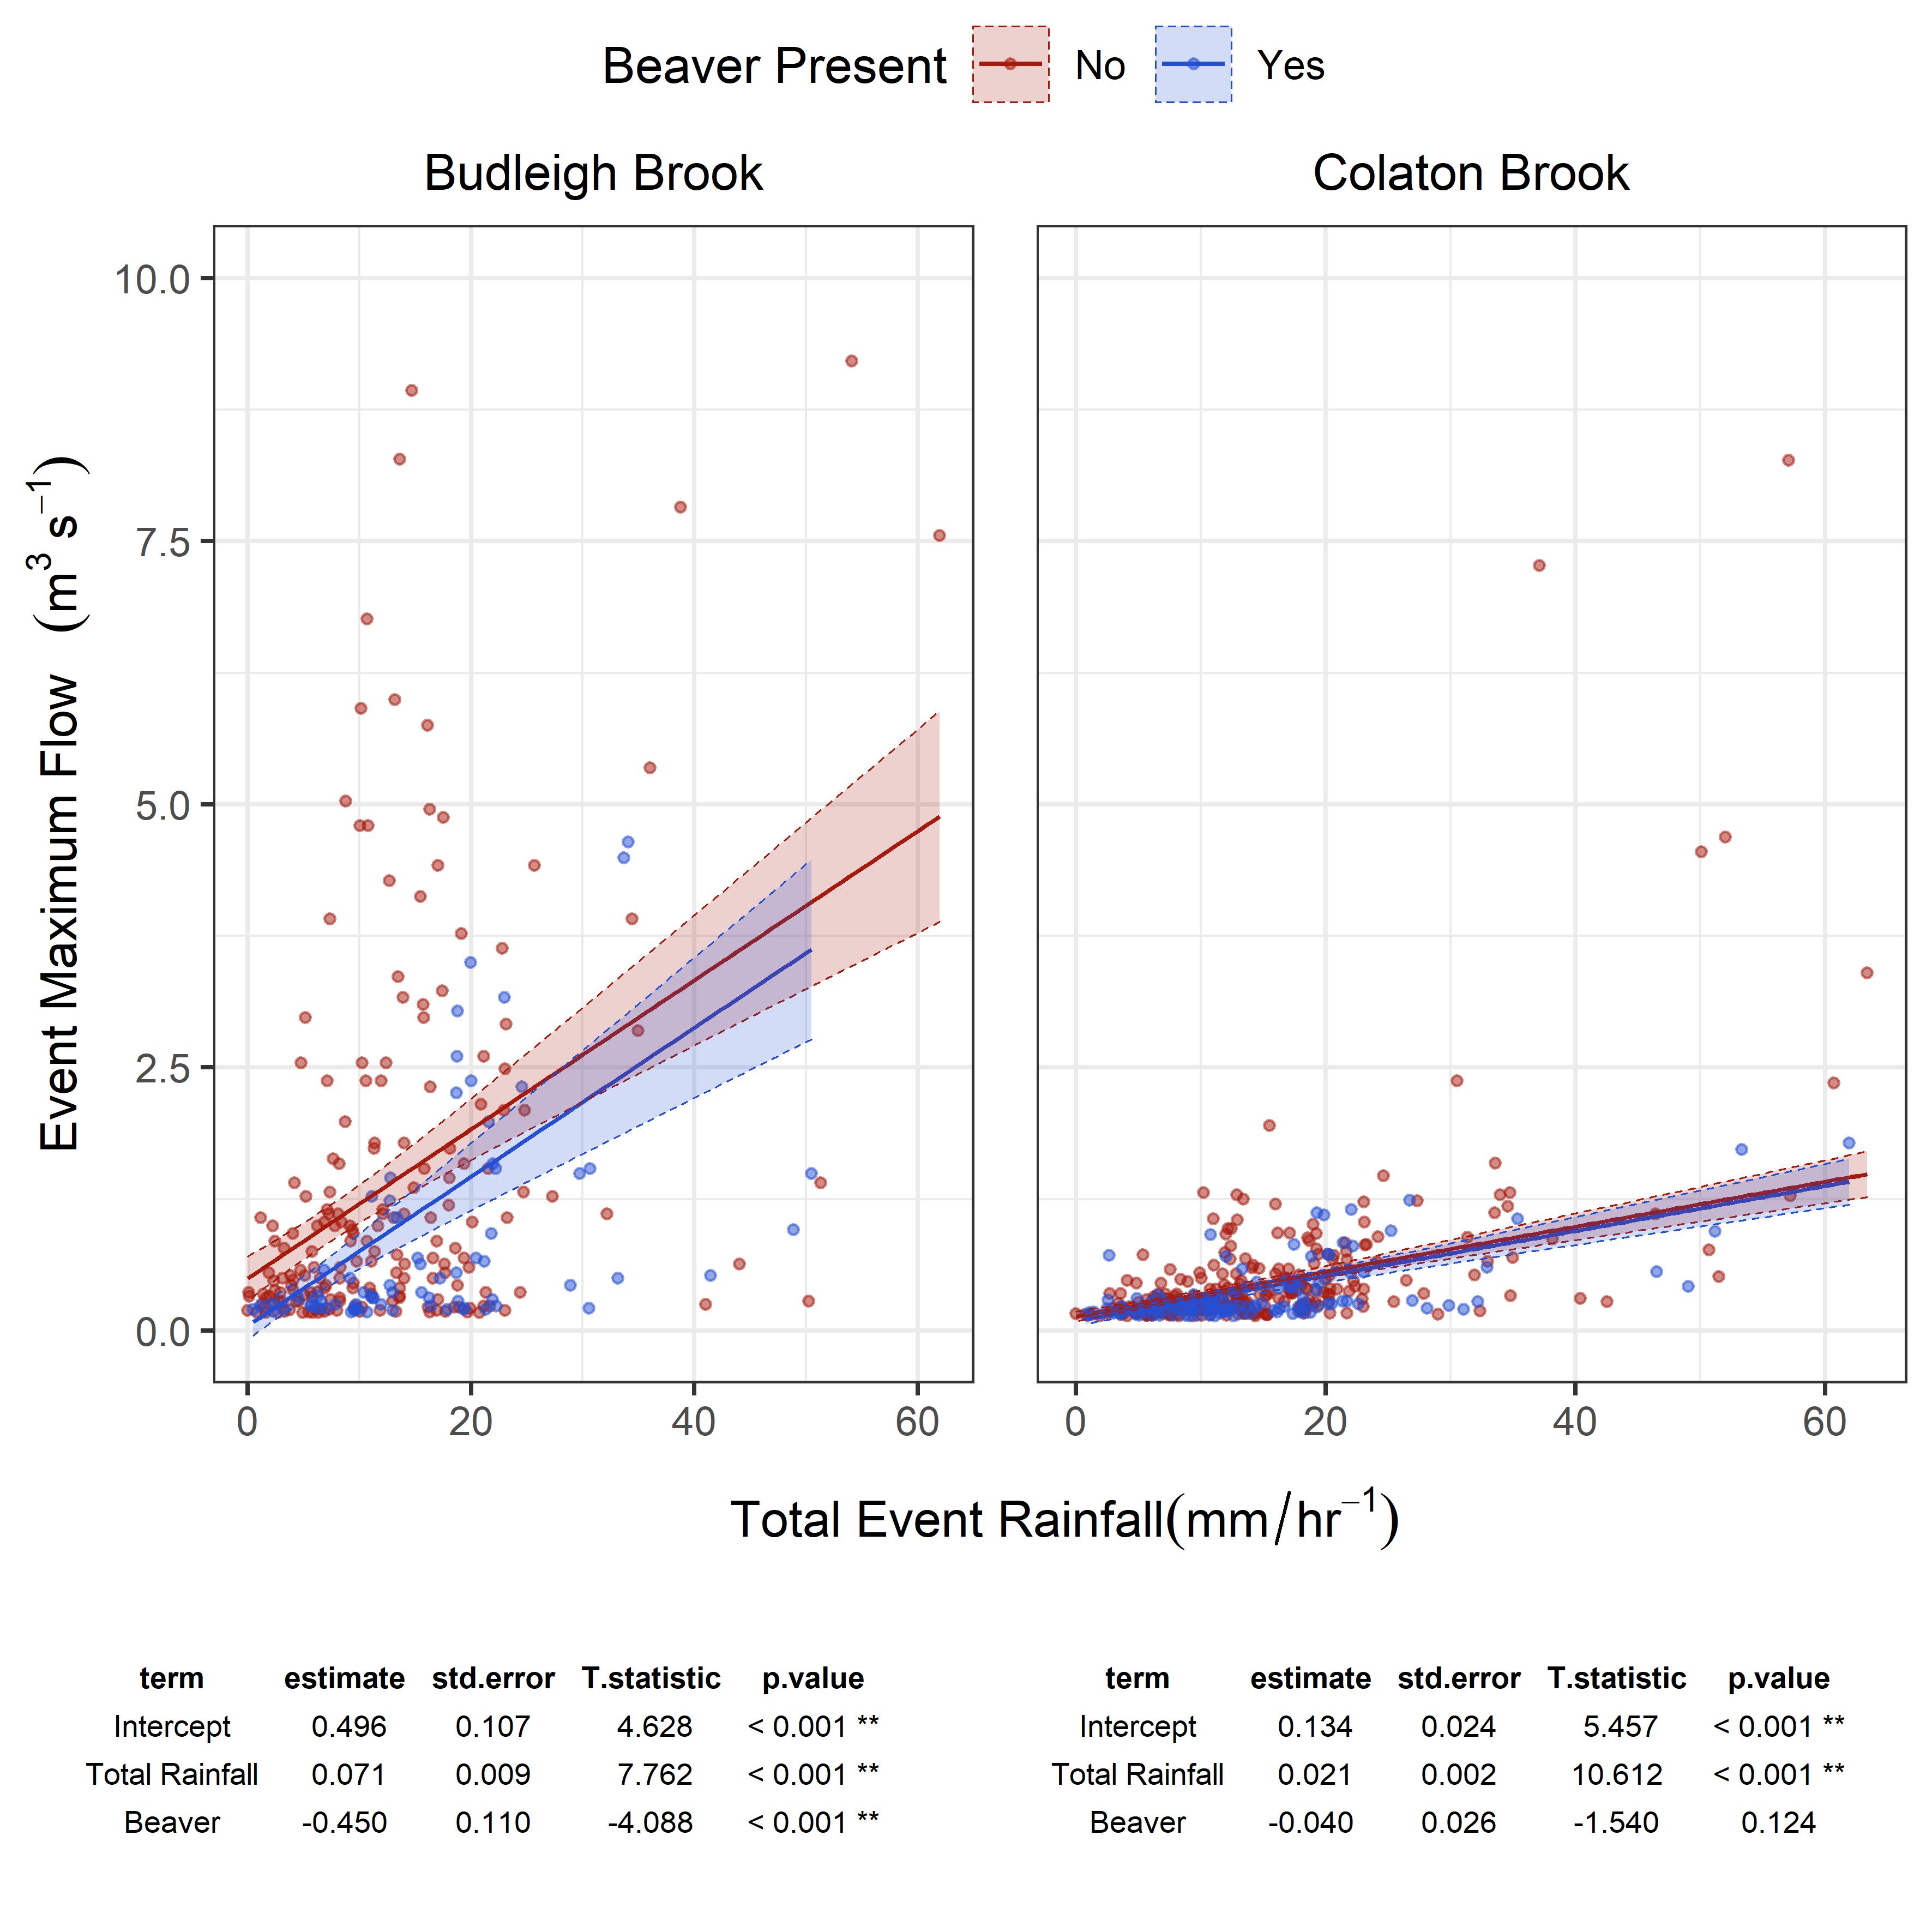 Beaver Present No Yes
Budleigh Brook Colaton Brook
Event Maximum Flow (m³ s⁻¹)
10.0
7.5
5.0
2.5
0.0
0 20 40 60 0 20 40 60
Total Event Rainfall(mm/hr⁻¹)
term estimate std.error T.statistic p.value
Intercept 0.496 0.107 4.628 < 0.001 **
Total Rainfall 0.071 0.009 7.762 < 0.001 **
Beaver -0.450 0.110 -4.088 < 0.001 **
term estimate std.error T.statistic p.value
Intercept 0.134 0.024 5.457 < 0.001 **
Total Rainfall 0.021 0.002 10.612 < 0.001 **
Beaver -0.040 0.026 -1.540 0.124